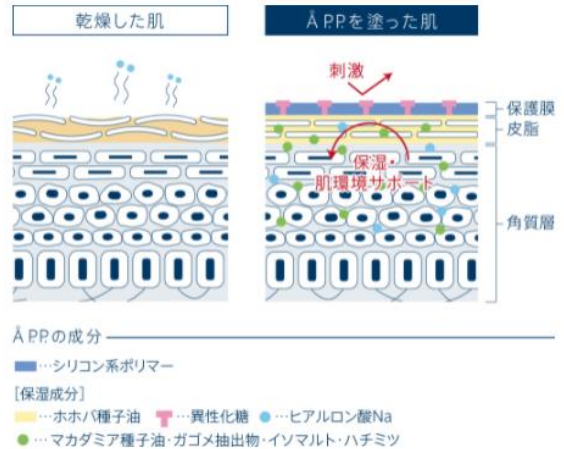 乾燥した肌
Å P.P.を塗った肌
刺激
保護膜
皮脂
保湿・
肌環境サポート
角質層
Å P.P.の成分
…シリコン系ポリマー
[保湿成分]
…ホホバ種子油 …異性化糖 …ヒアルロン酸Na
…マカダミア種子油・ガゴメ抽出物・イソマルト・ハチミツ